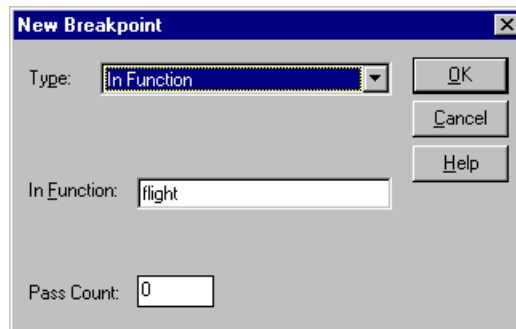 New Breakpoint
Type: In Function
OK
Cancel
Help
In Function: flight
Pass Count: 0